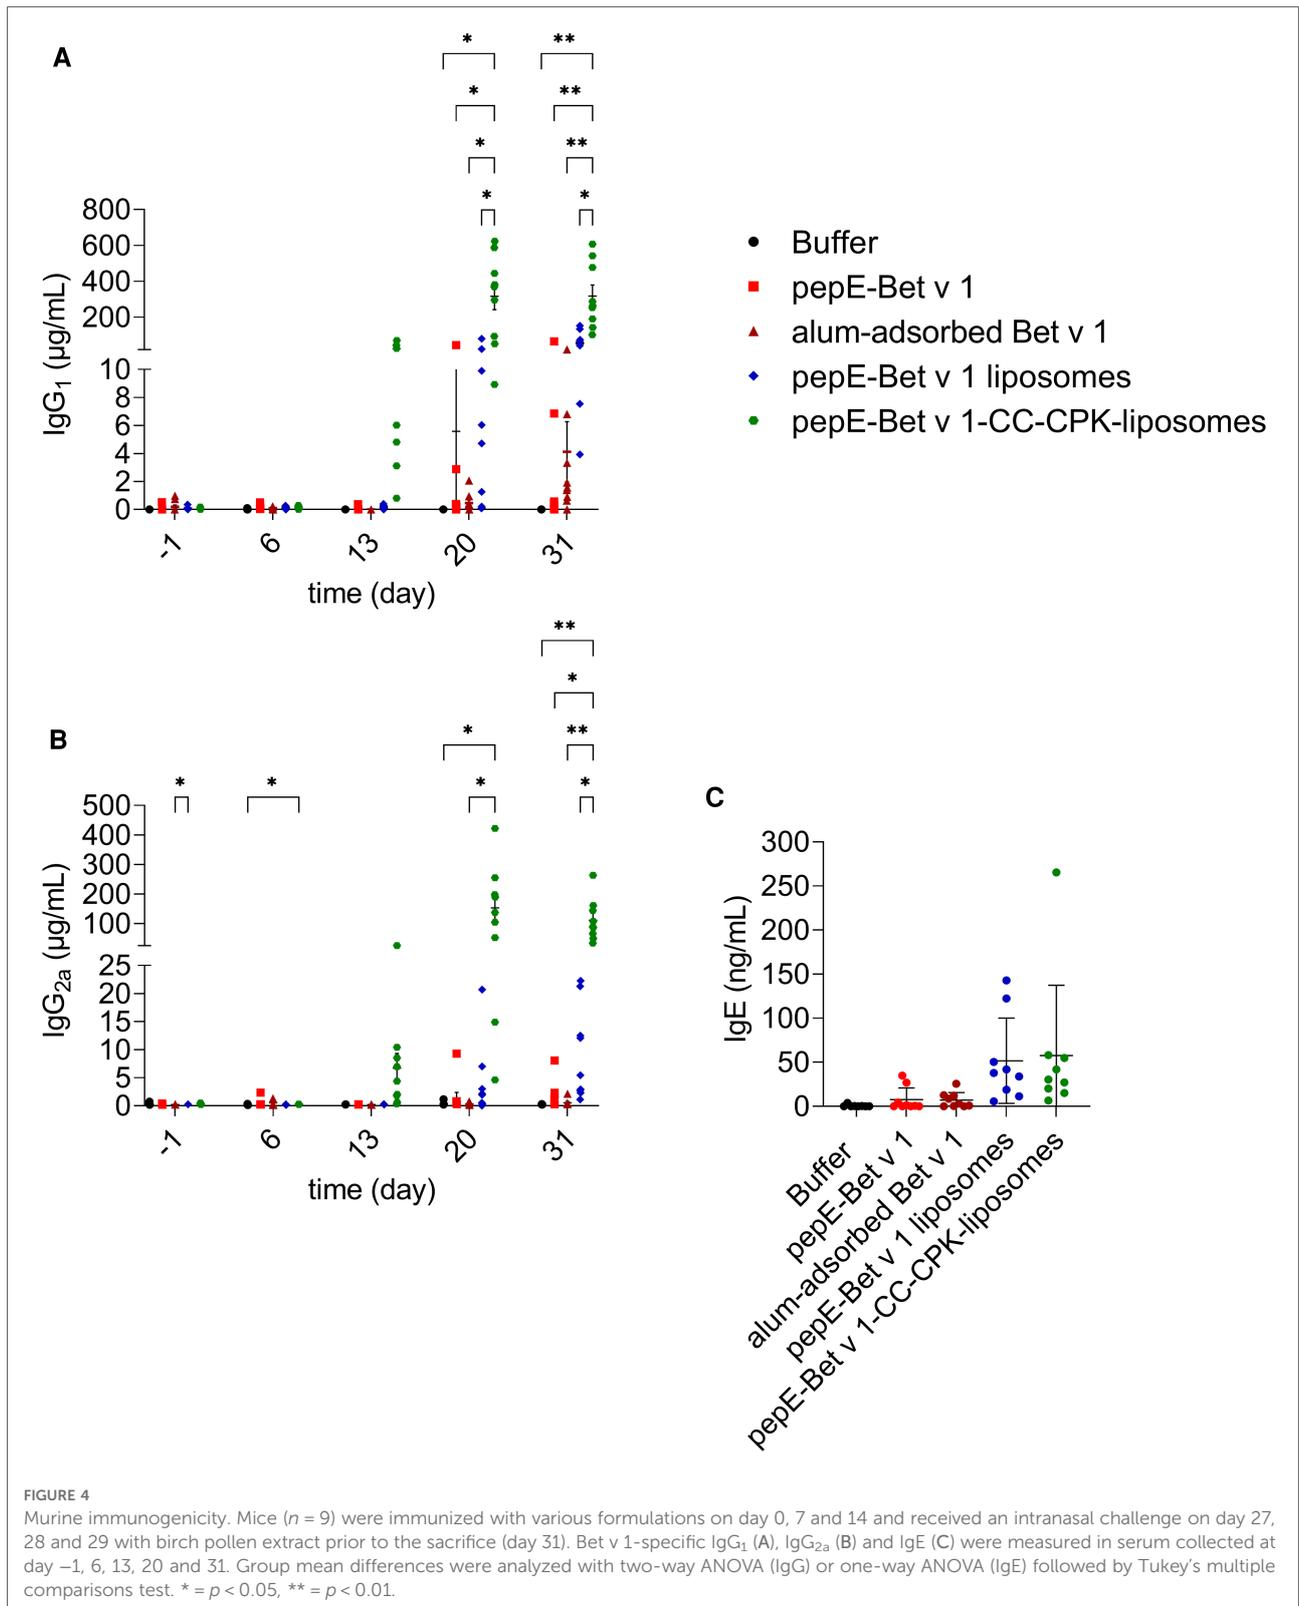 A
* **
* **
* **
* *
800
600
400
200
10
8
6
4
2
0
IgG1 (µg/mL)
-1 6 13 20 31
time (day)
Buffer
pepE-Bet v 1
alum-adsorbed Bet v 1
pepE-Bet v 1 liposomes
pepE-Bet v 1-CC-CPK-liposomes
B
**
*
* **
* * * *
500
400
300
200
100
25
20
15
10
5
0
IgG2a (µg/mL)
-1 6 13 20 31
time (day)
C
300
250
200
150
100
50
0
IgE (ng/mL)
Buffer
pepE-Bet v 1
alum-adsorbed Bet v 1
pepE-Bet v 1 liposomes
pepE-Bet v 1-CC-CPK-liposomes
FIGURE 4
Murine immunogenicity. Mice (n = 9) were immunized with various formulations on day 0, 7 and 14 and received an intranasal challenge on day 27,
28 and 29 with birch pollen extract prior to the sacrifice (day 31). Bet v 1-specific IgG1 (A), IgG2a (B) and IgE (C) were measured in serum collected at
day −1, 6, 13, 20 and 31. Group mean differences were analyzed with two-way ANOVA (IgG) or one-way ANOVA (IgE) followed by Tukey's multiple
comparisons test. * = p < 0.05, ** = p < 0.01.